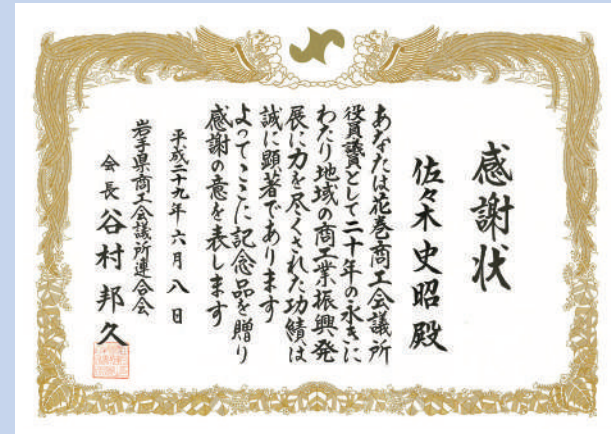 感謝状
佐々木史昭殿
あなたは花巻商工会議所
役員議員として二十年の永きに
わたり地域の商工業振興発
展に力を尽くされた功績は
誠に顕著であります
よってここに記念品を贈り
感謝の意を表します
平成二十九年六月八日
岩手県商工会議所連合会
会長谷村邦久